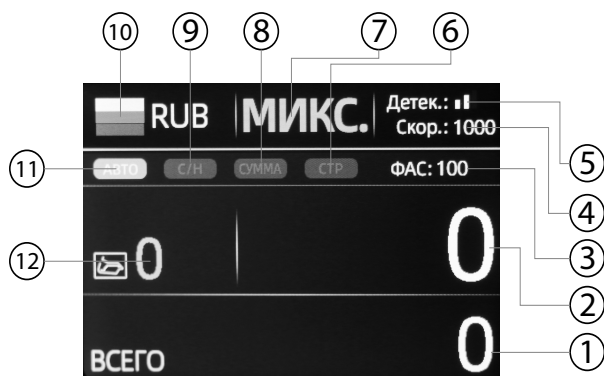 10 9 8 7 6
RUB МИКС. Детек.:
Скор.: 1000
5
11 АВТО С/Н СУММА СТР ФАС: 100
4
3
12 0 0
2
ВСЕГО 0 1